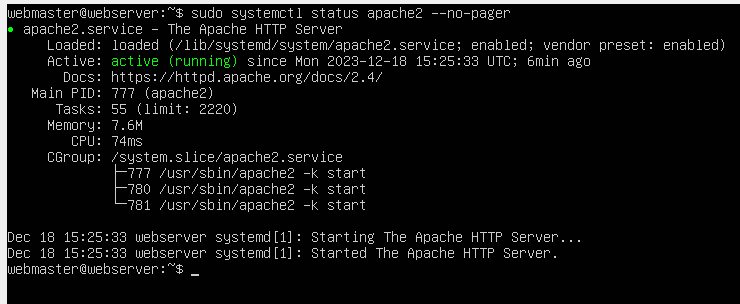 webmaster@webserver:~$ sudo systemctl status apache2 --no-pager
● apache2.service - The Apache HTTP Server
     Loaded: loaded (/lib/systemd/system/apache2.service; enabled; vendor preset: enabled)
     Active: active (running) since Mon 2023-12-18 15:25:33 UTC; 6min ago
       Docs: https://httpd.apache.org/docs/2.4/
   Main PID: 777 (apache2)
      Tasks: 55 (limit: 2220)
     Memory: 7.6M
        CPU: 74ms
     CGroup: /system.slice/apache2.service
             ├─777 /usr/sbin/apache2 -k start
             ├─780 /usr/sbin/apache2 -k start
             └─781 /usr/sbin/apache2 -k start

Dec 18 15:25:33 webserver systemd[1]: Starting The Apache HTTP Server...
Dec 18 15:25:33 webserver systemd[1]: Started The Apache HTTP Server.
webmaster@webserver:~$ _